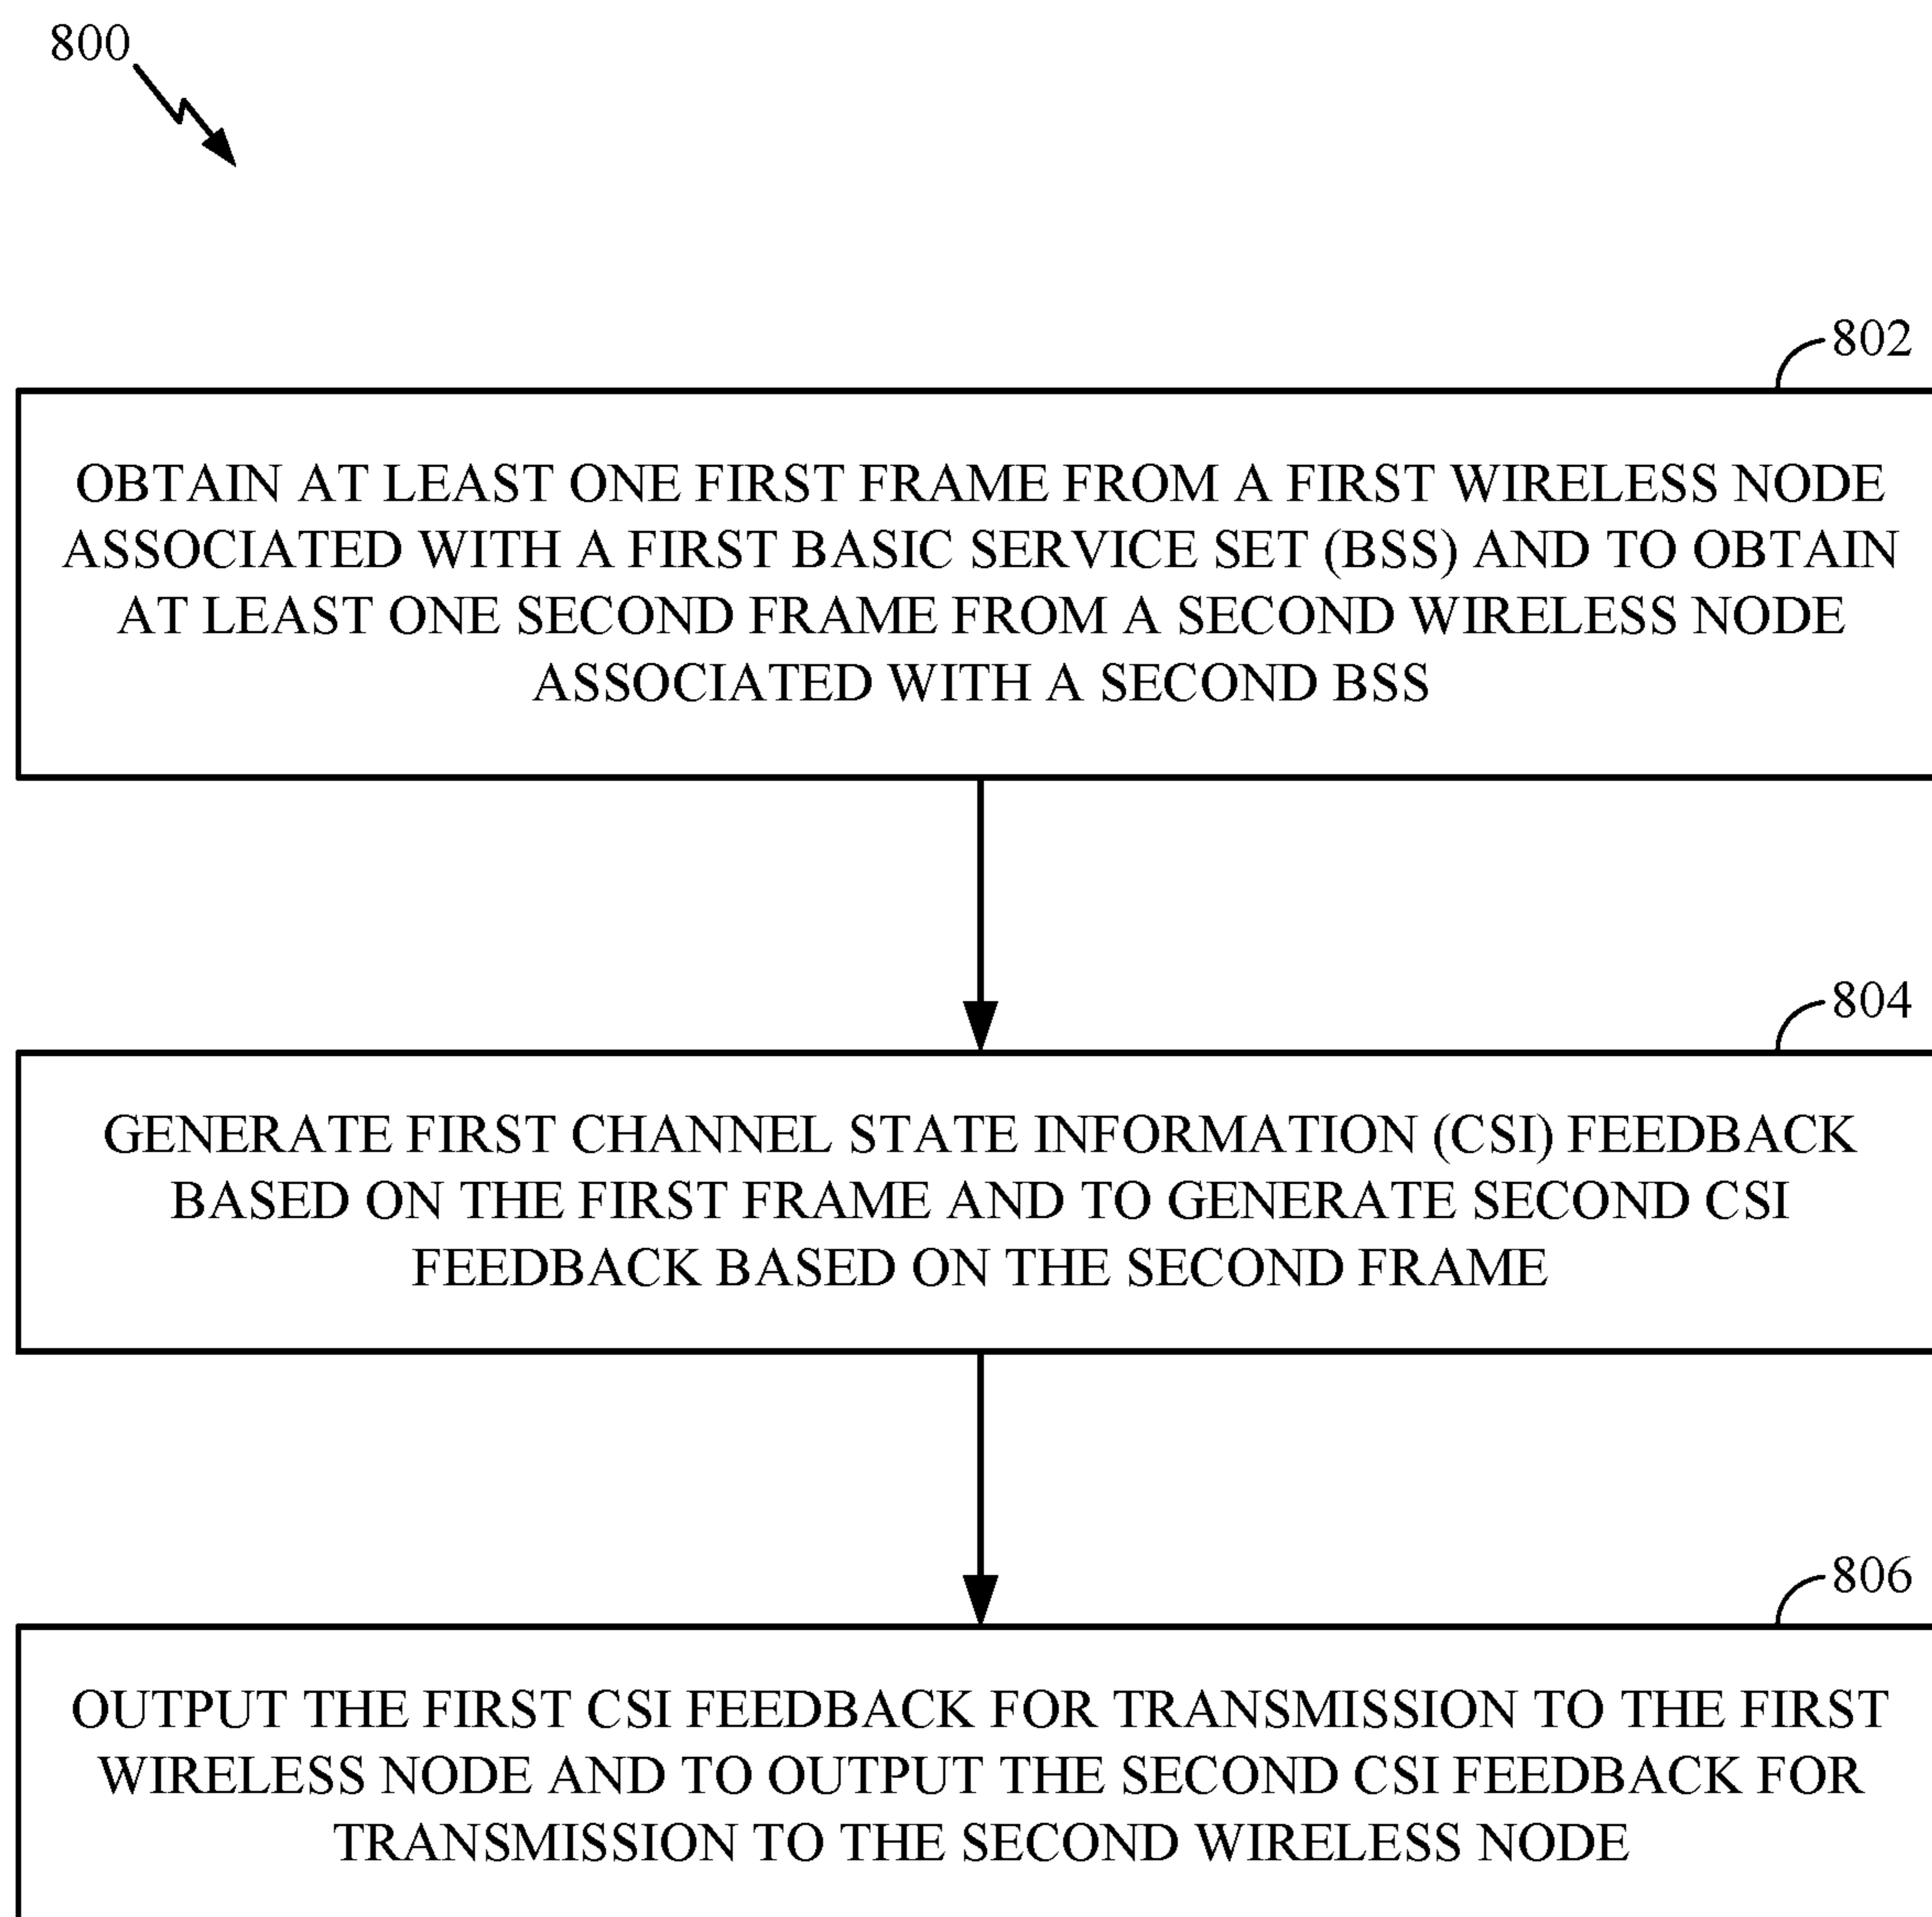 800
802
OBTAIN AT LEAST ONE FIRST FRAME FROM A FIRST WIRELESS NODE
ASSOCIATED WITH A FIRST BASIC SERVICE SET (BSS) AND TO OBTAIN
AT LEAST ONE SECOND FRAME FROM A SECOND WIRELESS NODE
ASSOCIATED WITH A SECOND BSS
804
GENERATE FIRST CHANNEL STATE INFORMATION (CSI) FEEDBACK
BASED ON THE FIRST FRAME AND TO GENERATE SECOND CSI
FEEDBACK BASED ON THE SECOND FRAME
806
OUTPUT THE FIRST CSI FEEDBACK FOR TRANSMISSION TO THE FIRST
WIRELESS NODE AND TO OUTPUT THE SECOND CSI FEEDBACK FOR
TRANSMISSION TO THE SECOND WIRELESS NODE